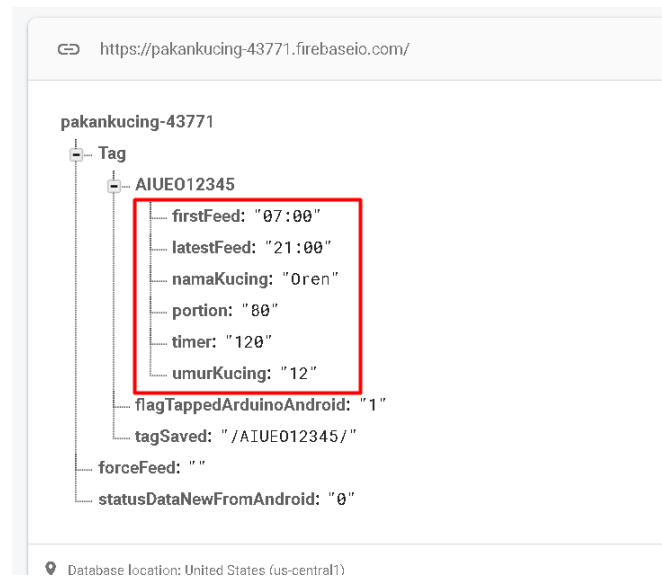 https://pakankucing-43771.firebaseio.com/
pakankucing-43771
Tag
AIUEO12345
firstFeed: "07:00"
latestFeed: "21:00"
namaKucing: "Oren"
portion: "80"
timer: "120"
umurKucing: "12"
flagTappedArduinoAndroid: "1"
tagSaved: "/AIUEO12345/"
forceFeed: ""
statusDataNewFromAndroid: "0"
Database location: United States (us-central1)